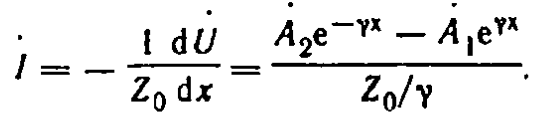 İ = − 1 dU̇ / Z₀ dx = Ȧ₂e^{−γx} − Ȧ₁e^{γx} / Z₀/γ.